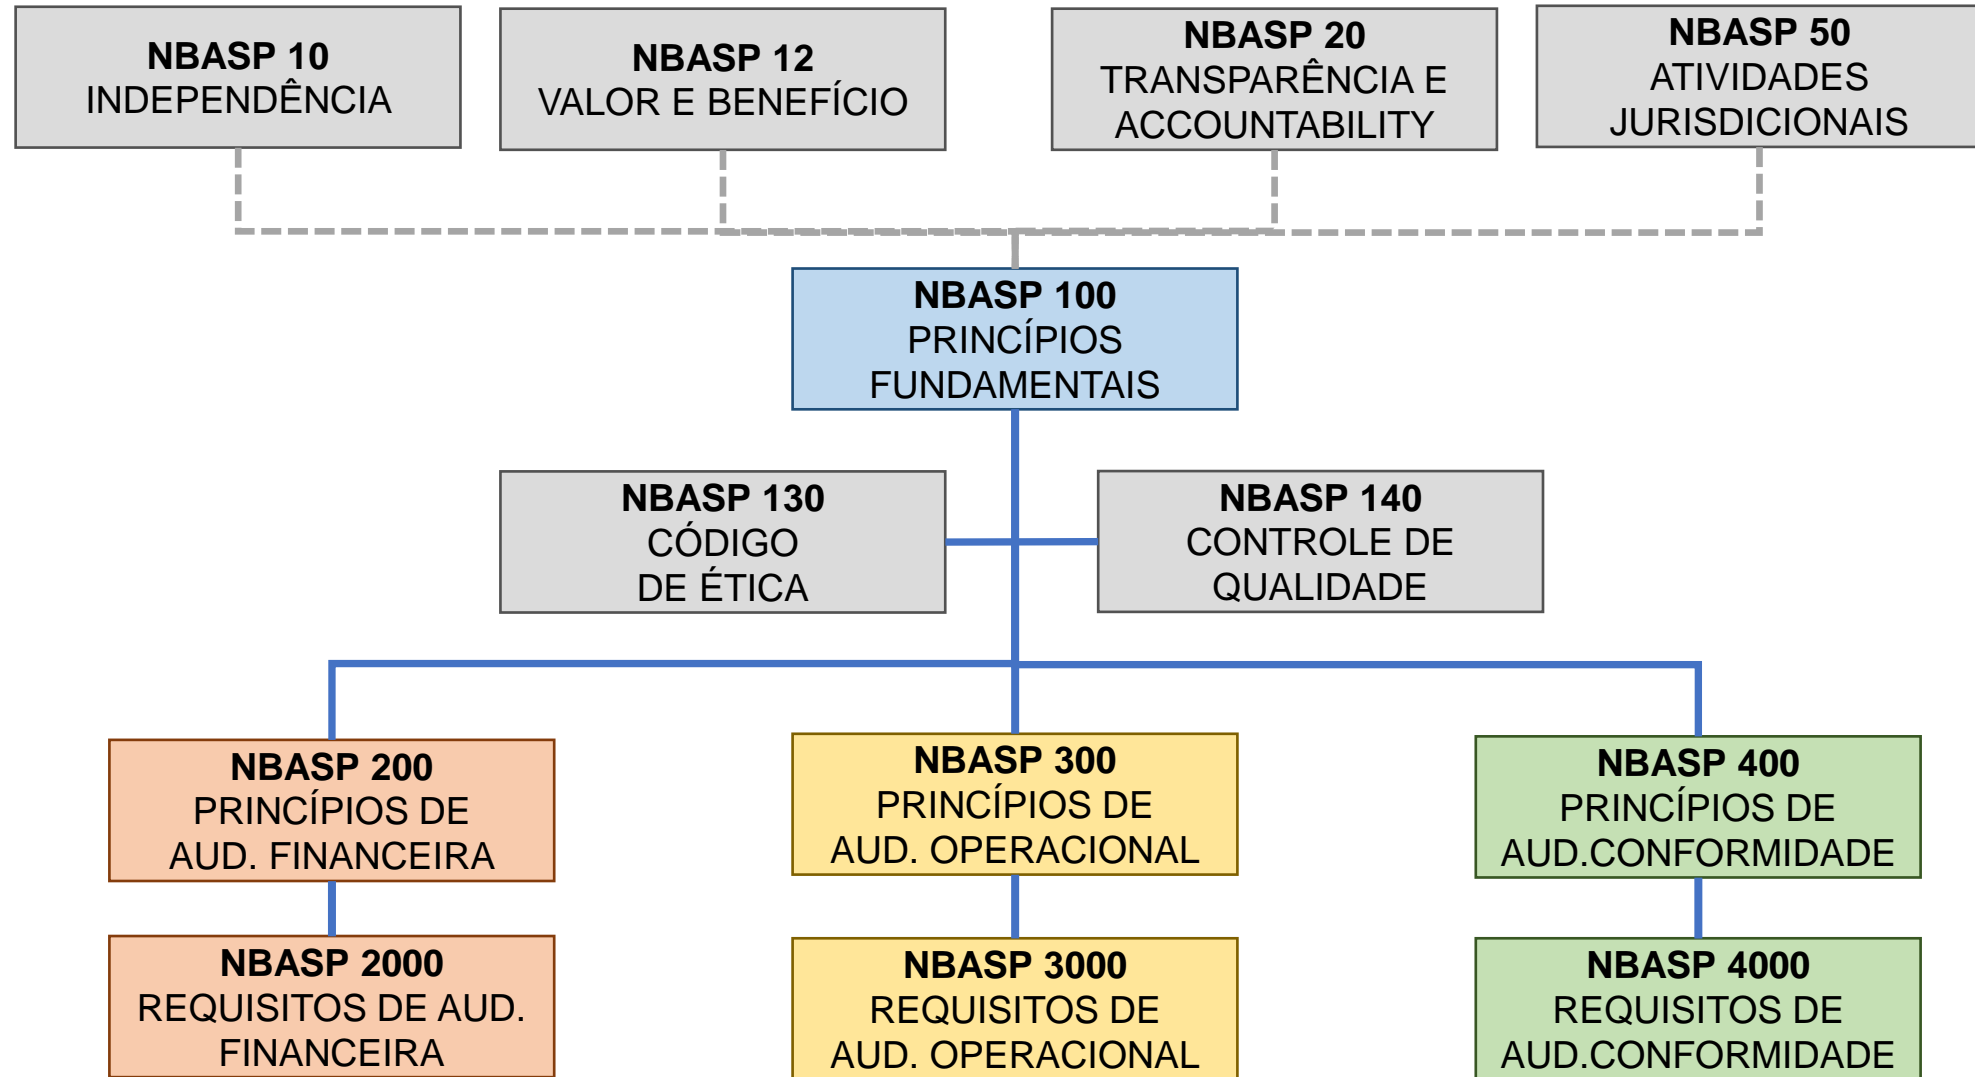 NBASP 10
INDEPENDÊNCIA
NBASP 12
VALOR E BENEFÍCIO
NBASP 20
TRANSPARÊNCIA E
ACCOUNTABILITY
NBASP 50
ATIVIDADES
JURISDICIONAIS
NBASP 100
PRINCÍPIOS
FUNDAMENTAIS
NBASP 130
CÓDIGO
DE ÉTICA
NBASP 140
CONTROLE DE
QUALIDADE
NBASP 200
PRINCÍPIOS DE
AUD. FINANCEIRA
NBASP 300
PRINCÍPIOS DE
AUD. OPERACIONAL
NBASP 400
PRINCÍPIOS DE
AUD.CONFORMIDADE
NBASP 2000
REQUISITOS DE AUD.
FINANCEIRA
NBASP 3000
REQUISITOS DE
AUD. OPERACIONAL
NBASP 4000
REQUISITOS DE
AUD.CONFORMIDADE